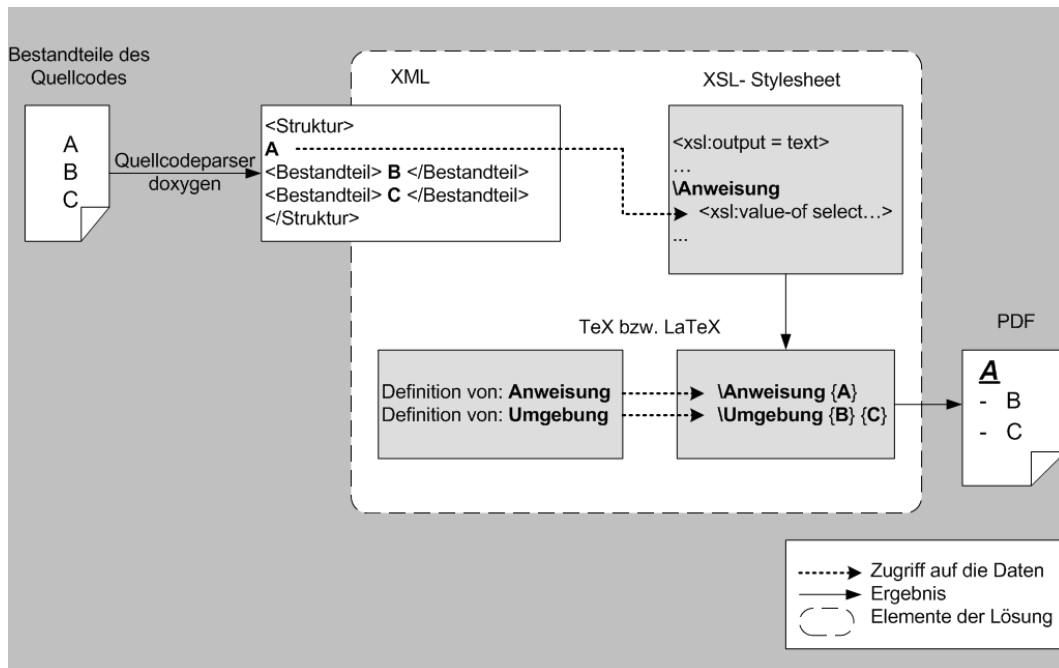 Bestandteile des
Quellcodes
A
B
C
Quellcodeparser
doxygen
XML
<Struktur>
A
<Bestandteil> B </Bestandteil>
<Bestandteil> C </Bestandteil>
</Struktur>
XSL- Stylesheet
<xsl:output = text>
...
\Anweisung
<xsl:value-of select...>
...
TeX bzw. LaTeX
Definition von: Anweisung
Definition von: Umgebung
\Anweisung {A}
\Umgebung {B} {C}
PDF
A
- B
- C
Zugriff auf die Daten
Ergebnis
Elemente der Lösung